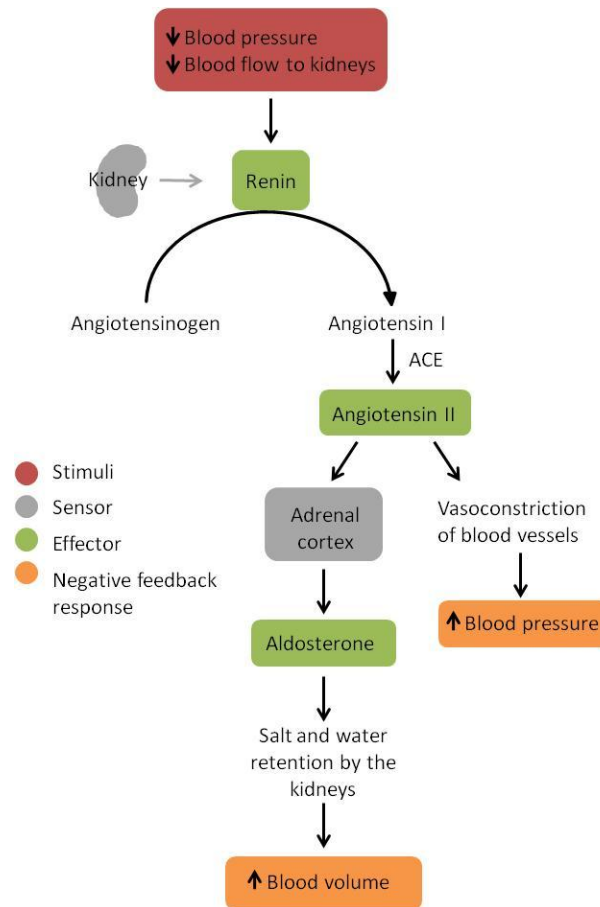 ↓ Blood pressure
↓ Blood flow to kidneys
Kidney
Renin
Angiotensinogen
Angiotensin I
ACE
Angiotensin II
Stimuli
Sensor
Effector
Negative feedback
response
Adrenal
cortex
Vasoconstriction
of blood vessels
Aldosterone
↑ Blood pressure
Salt and water
retention by the
kidneys
↑ Blood volume